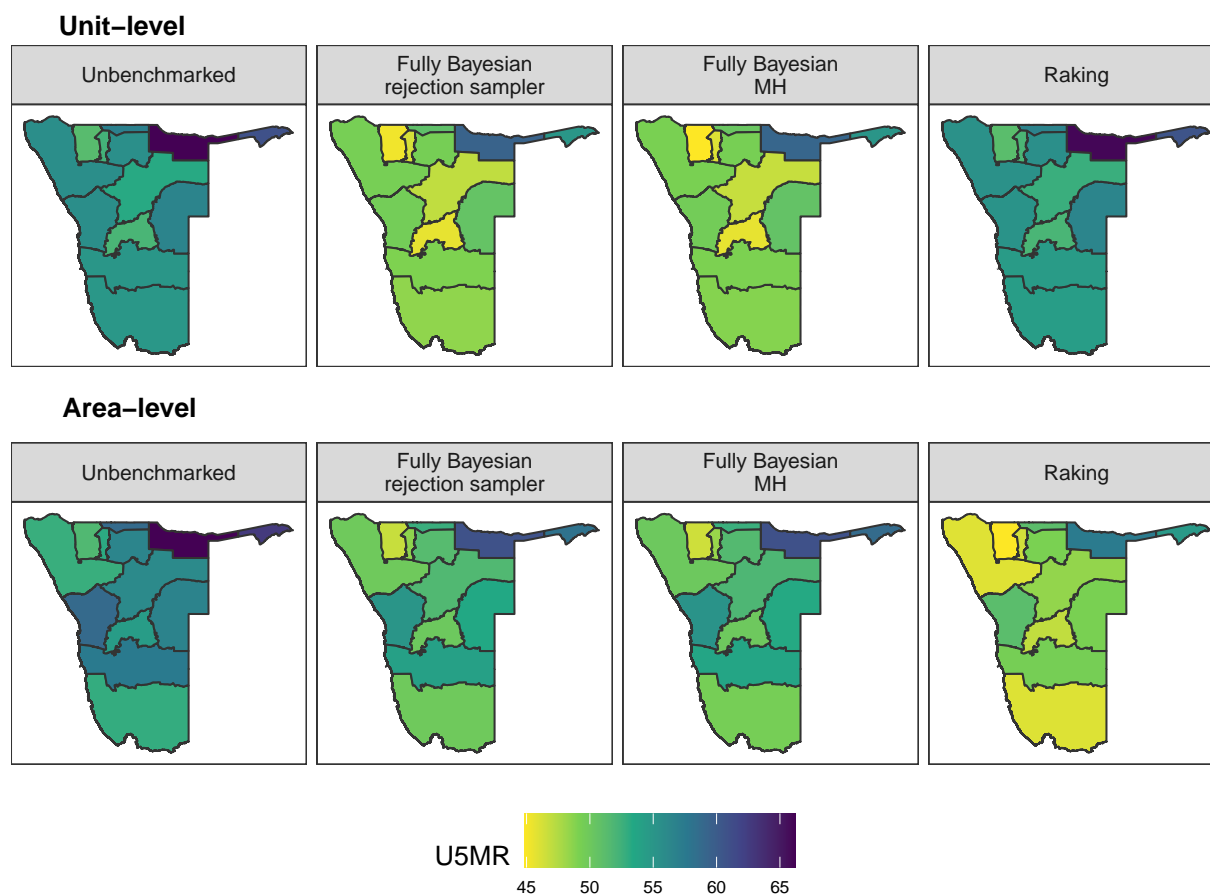 Unit−level
Unbenchmarked
Fully Bayesian
rejection sampler
Fully Bayesian
MH
Raking
Area−level
Unbenchmarked
Fully Bayesian
rejection sampler
Fully Bayesian
MH
Raking
U5MR
45 50 55 60 65